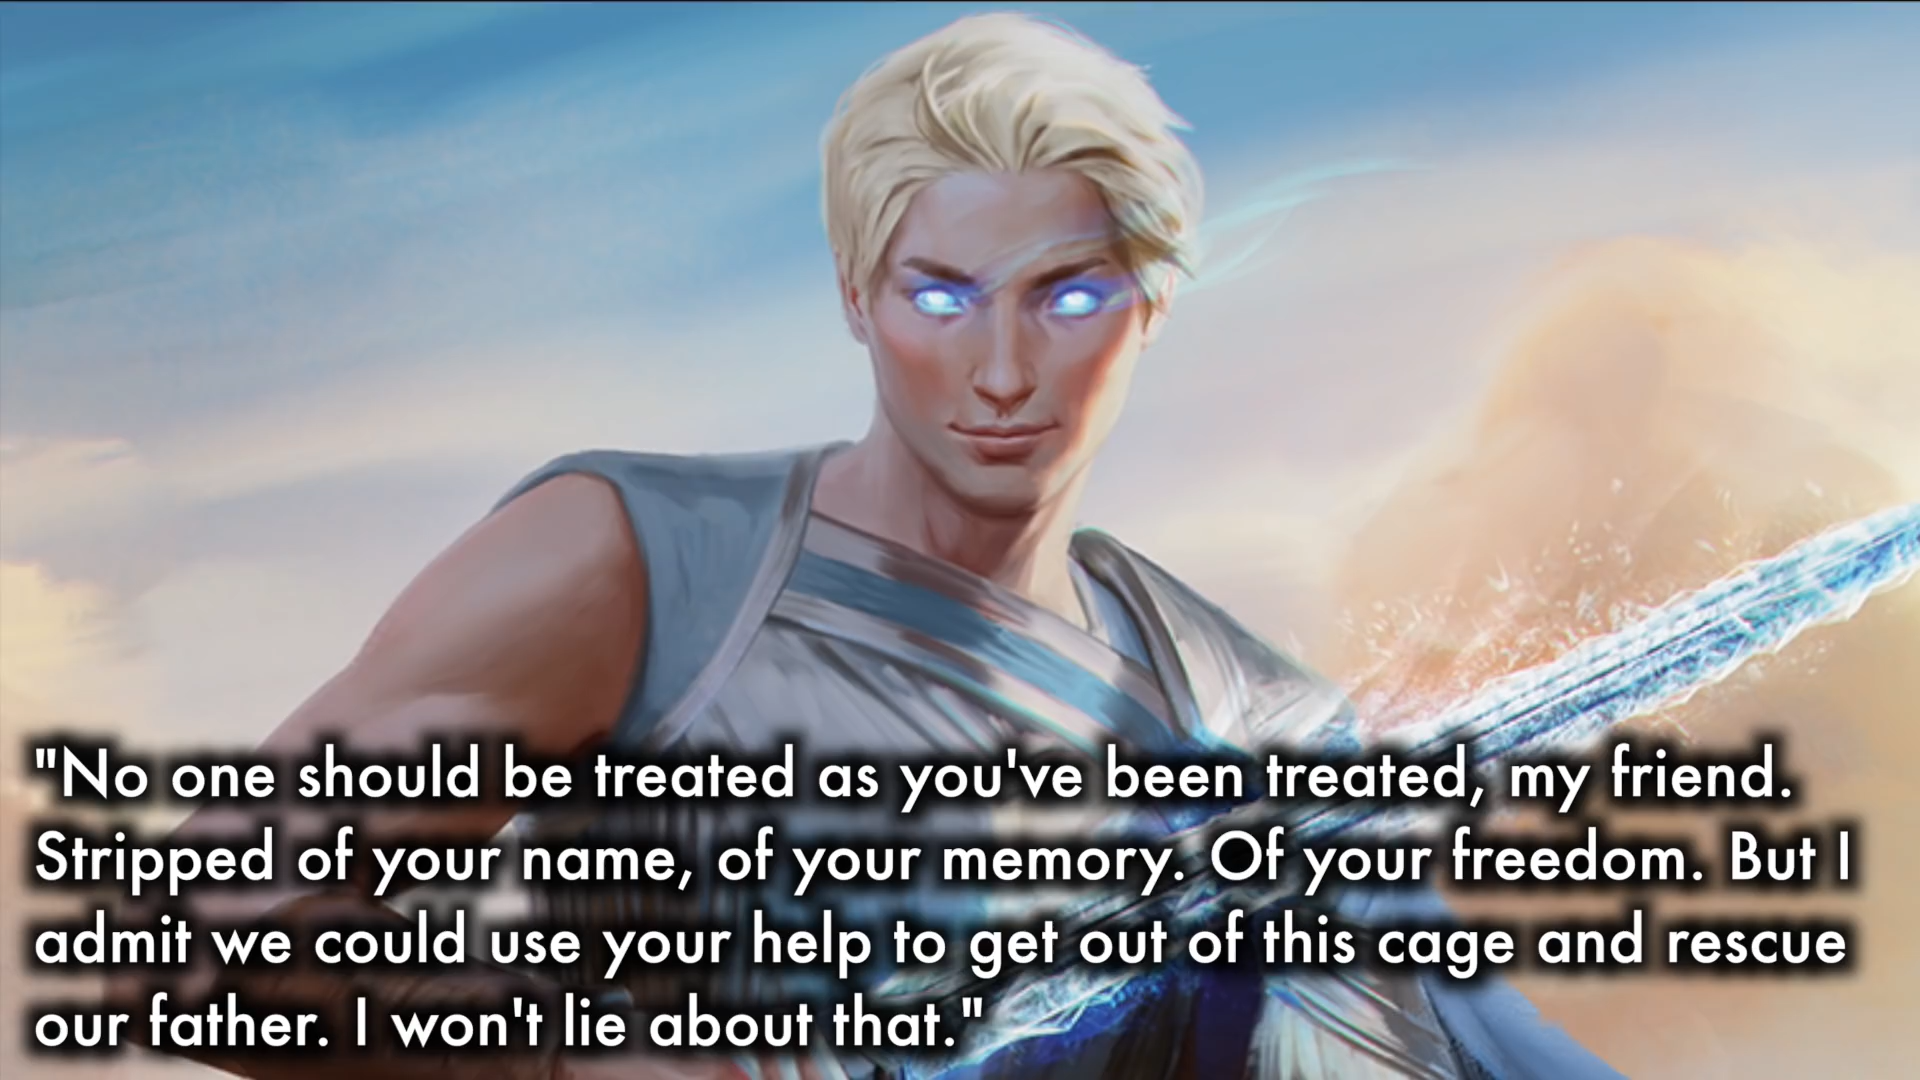 "No one should be treated as you've been treated, my friend.
Stripped of your name, of your memory. Of your freedom. But I
admit we could use your help to get out of this cage and rescue
our father. I won't lie about that."